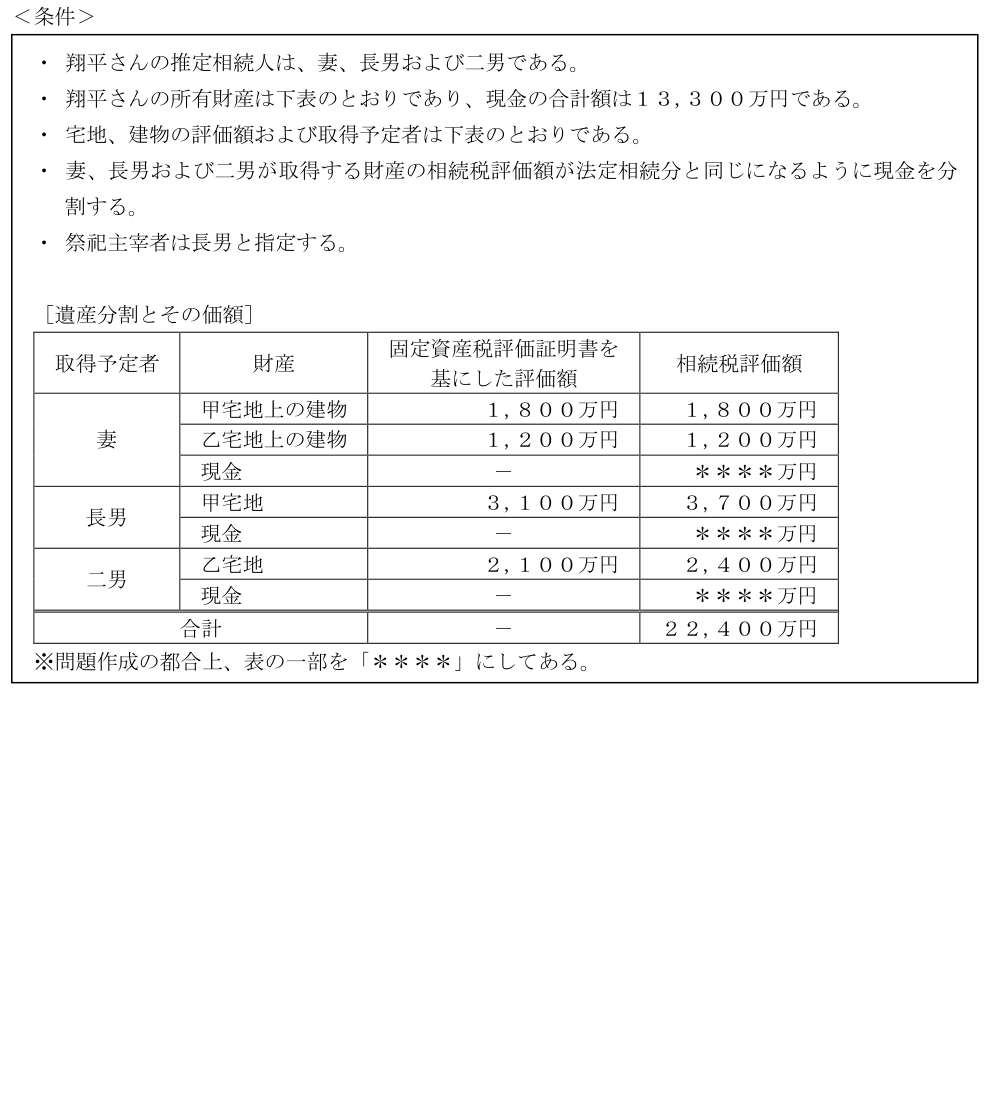 ＜条件＞
・ 翔平さんの推定相続人は、妻、長男および二男である。
・ 翔平さんの所有財産は下表のとおりであり、現金の合計額は１３，３００万円である。
・ 宅地、建物の評価額および取得予定者は下表のとおりである。
・ 妻、長男および二男が取得する財産の相続税評価額が法定相続分と同じになるように現金を分
割する。
・ 祭祀主宰者は長男と指定する。
［遺産分割とその価額］
取得予定者 財産 固定資産税評価証明書を 相続税評価額
基にした評価額
妻 甲宅地上の建物 １，８００万円 １，８００万円
乙宅地上の建物 １，２００万円 １，２００万円
現金 － ＊＊＊＊万円
長男 甲宅地 ３，１００万円 ３，７００万円
現金 － ＊＊＊＊万円
二男 乙宅地 ２，１００万円 ２，４００万円
現金 － ＊＊＊＊万円
合計 － ２２，４００万円
※問題作成の都合上、表の一部を「＊＊＊＊」にしてある。